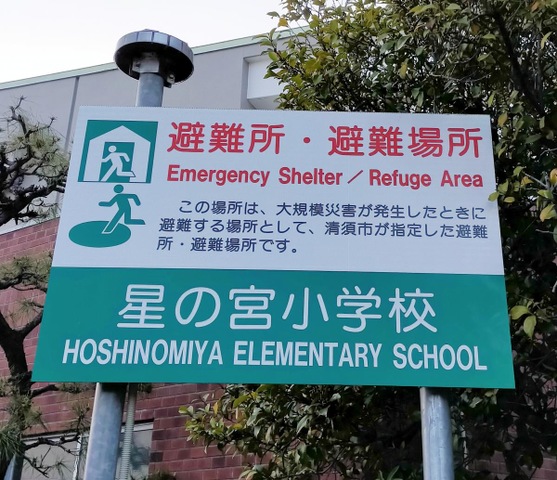 避難所・避難場所
Emergency Shelter / Refuge Area
この場所は、大規模災害が発生したときに
避難する場所として、清須市が指定した避難
所・避難場所です。
星の宮小学校
HOSHINOMIYA ELEMENTARY SCHOOL